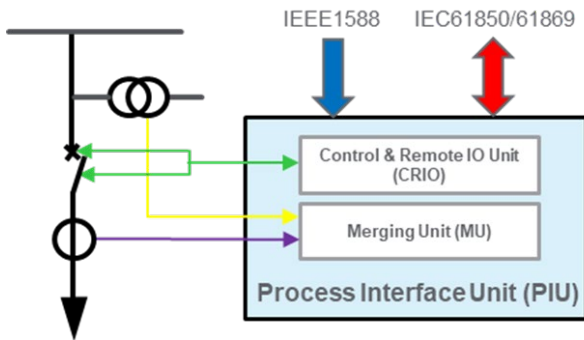 IEEE1588
IEC61850/61869
Control & Remote IO Unit
(CRIO)
Merging Unit (MU)
Process Interface Unit (PIU)